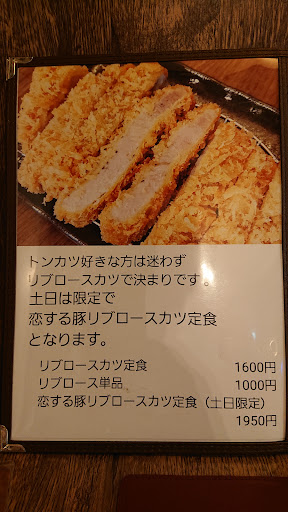 トンカツ好きな方は迷わず
リブロースカツで決まりです。
土日は限定で
恋する豚リブロースカツ定食
となります。
リブロースカツ定食 1600円
リブロース単品 1000円
恋する豚リブロースカツ定食（土日限定）
1950円